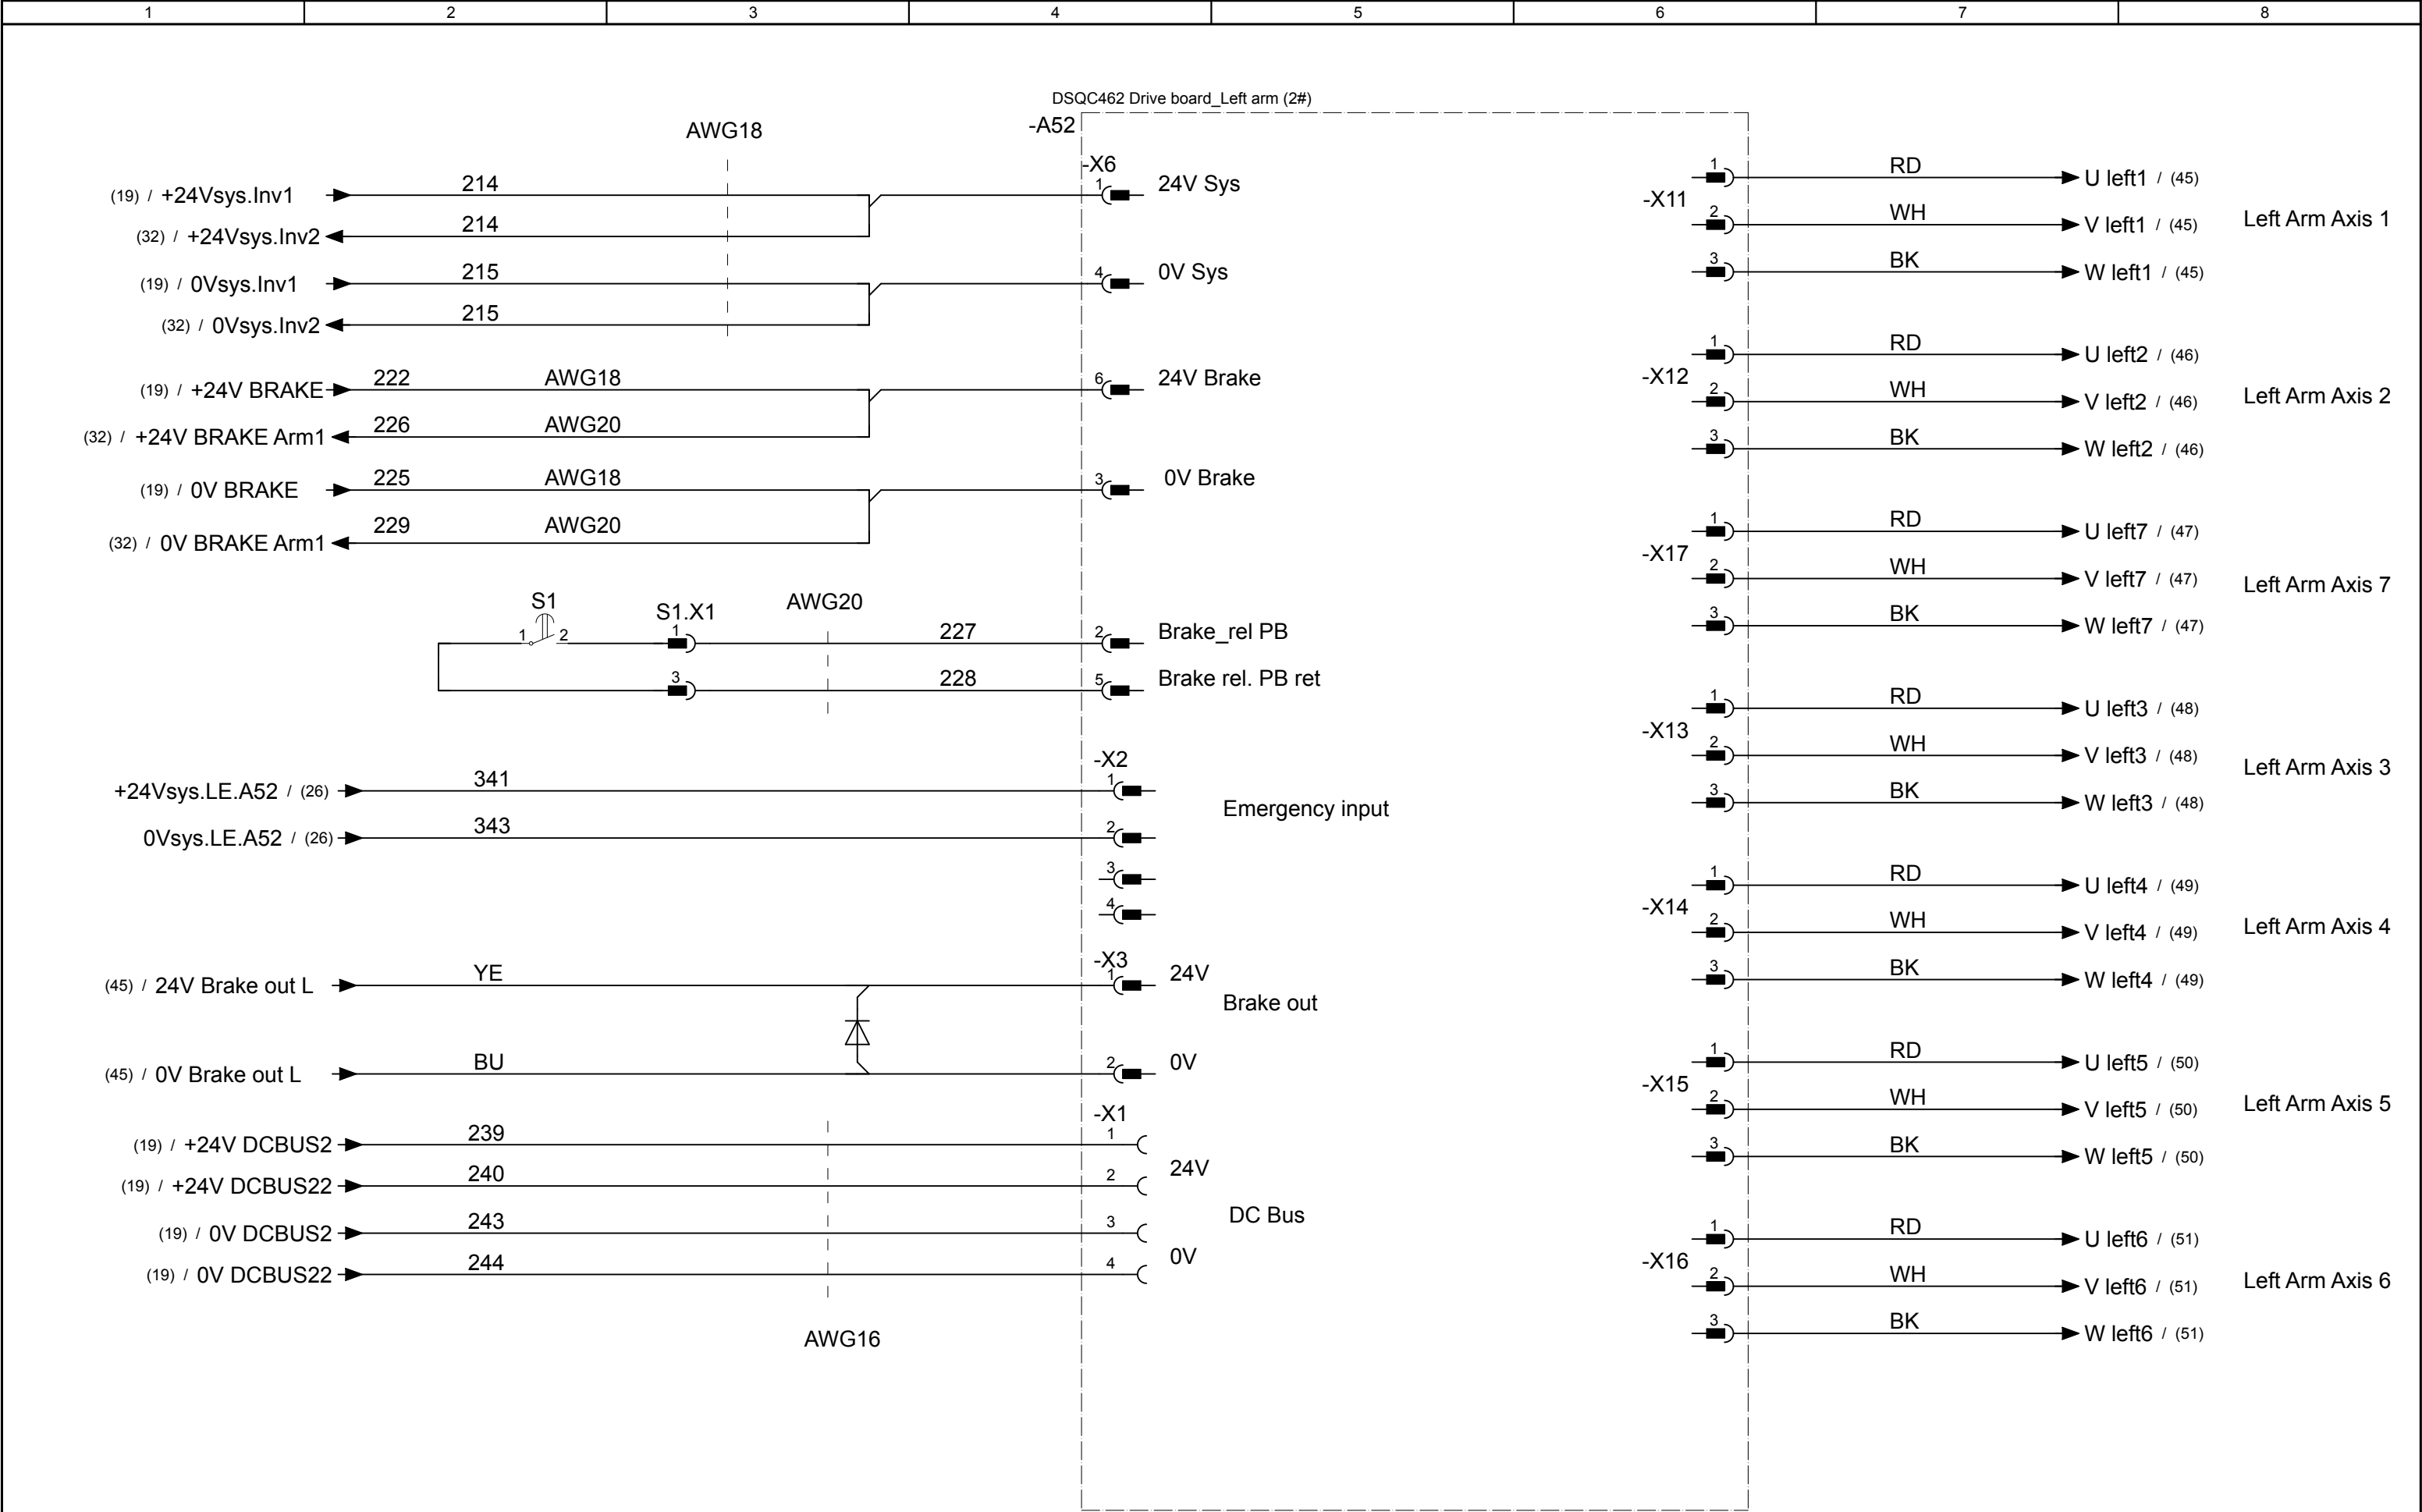 1 2 3 4 5 6 7 8
DSQC462 Drive board_Left arm (2#)
-A52
AWG18
-X6
(19) / +24Vsys.Inv1 214 1 24V Sys
(32) / +24Vsys.Inv2 214
(19) / 0Vsys.Inv1 215 4 0V Sys
(32) / 0Vsys.Inv2 215
(19) / +24V BRAKE 222 AWG18 6 24V Brake
(32) / +24V BRAKE Arm1 226 AWG20
(19) / 0V BRAKE 225 AWG18 3 0V Brake
(32) / 0V BRAKE Arm1 229 AWG20
S1 S1.X1 AWG20
1 2 1 227 2 Brake_rel PB
3 228 5 Brake rel. PB ret
-X2
+24Vsys.LE.A52 / (26) 341 1
Emergency input
0Vsys.LE.A52 / (26) 343 2
3
4
-X3
(45) / 24V Brake out L YE 1 24V
Brake out
(45) / 0V Brake out L BU 2 0V
-X1
(19) / +24V DCBUS2 239 1
24V
(19) / +24V DCBUS22 240 2
DC Bus
(19) / 0V DCBUS2 243 3
0V
(19) / 0V DCBUS22 244 4
AWG16
1 RD U left1 / (45)
-X11
2 WH V left1 / (45) Left Arm Axis 1
3 BK W left1 / (45)
1 RD U left2 / (46)
-X12
2 WH V left2 / (46) Left Arm Axis 2
3 BK W left2 / (46)
1 RD U left7 / (47)
-X17
2 WH V left7 / (47) Left Arm Axis 7
3 BK W left7 / (47)
1 RD U left3 / (48)
-X13
2 WH V left3 / (48) Left Arm Axis 3
3 BK W left3 / (48)
1 RD U left4 / (49)
-X14
2 WH V left4 / (49) Left Arm Axis 4
3 BK W left4 / (49)
1 RD U left5 / (50)
-X15
2 WH V left5 / (50) Left Arm Axis 5
3 BK W left5 / (50)
1 RD U left6 / (51)
-X16
2 WH V left6 / (51) Left Arm Axis 6
3 BK W left6 / (51)